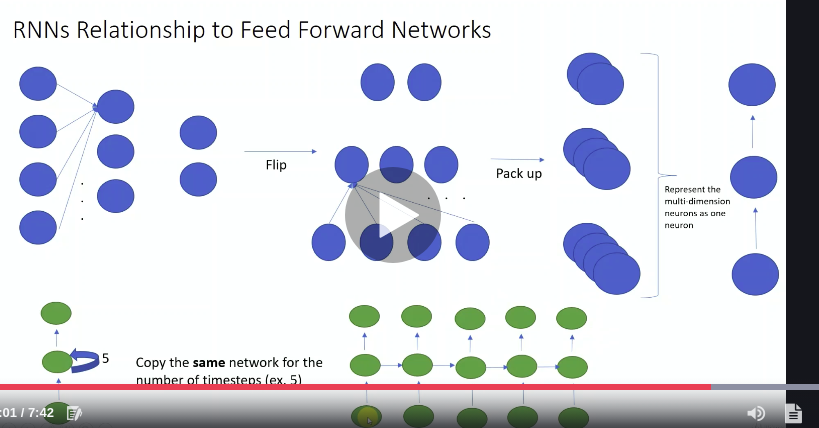 RNNs Relationship to Feed Forward Networks
Flip
Pack up
Represent the
multi-dimension
neurons as one
neuron
. . .
5
Copy the same network for the
number of timesteps (ex. 5)
:01 / 7:42